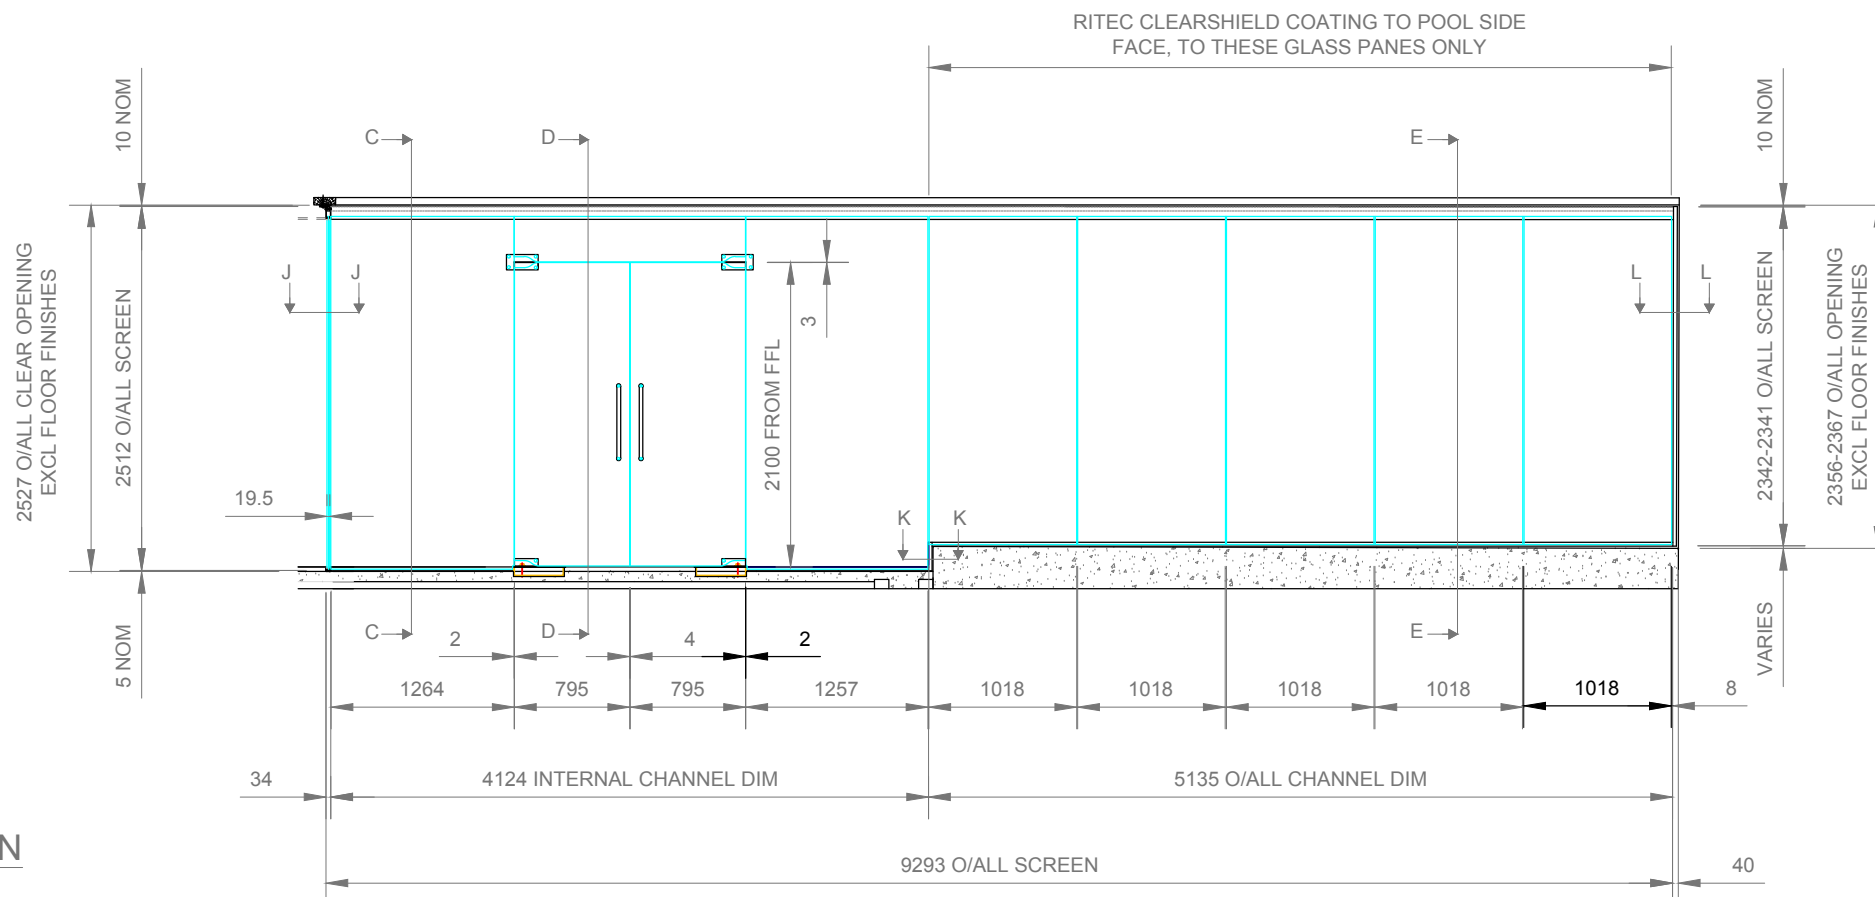 RITEC CLEARSHIELD COATING TO POOL SIDE
FACE, TO THESE GLASS PANES ONLY
10 NOM
10 NOM
C
D
E
2527 O/ALL CLEAR OPENING
EXCL FLOOR FINISHES
2512 O/ALL SCREEN
J
J
L
L
3
2100 FROM FFL
2342-2341 O/ALL SCREEN
2356-2367 O/ALL OPENING
EXCL FLOOR FINISHES
19.5
K
K
5 NOM
C
D
E
VARIES
2
4
2
1264
795
795
1257
1018
1018
1018
1018
1018
8
34
4124 INTERNAL CHANNEL DIM
5135 O/ALL CHANNEL DIM
N
9293 O/ALL SCREEN
40